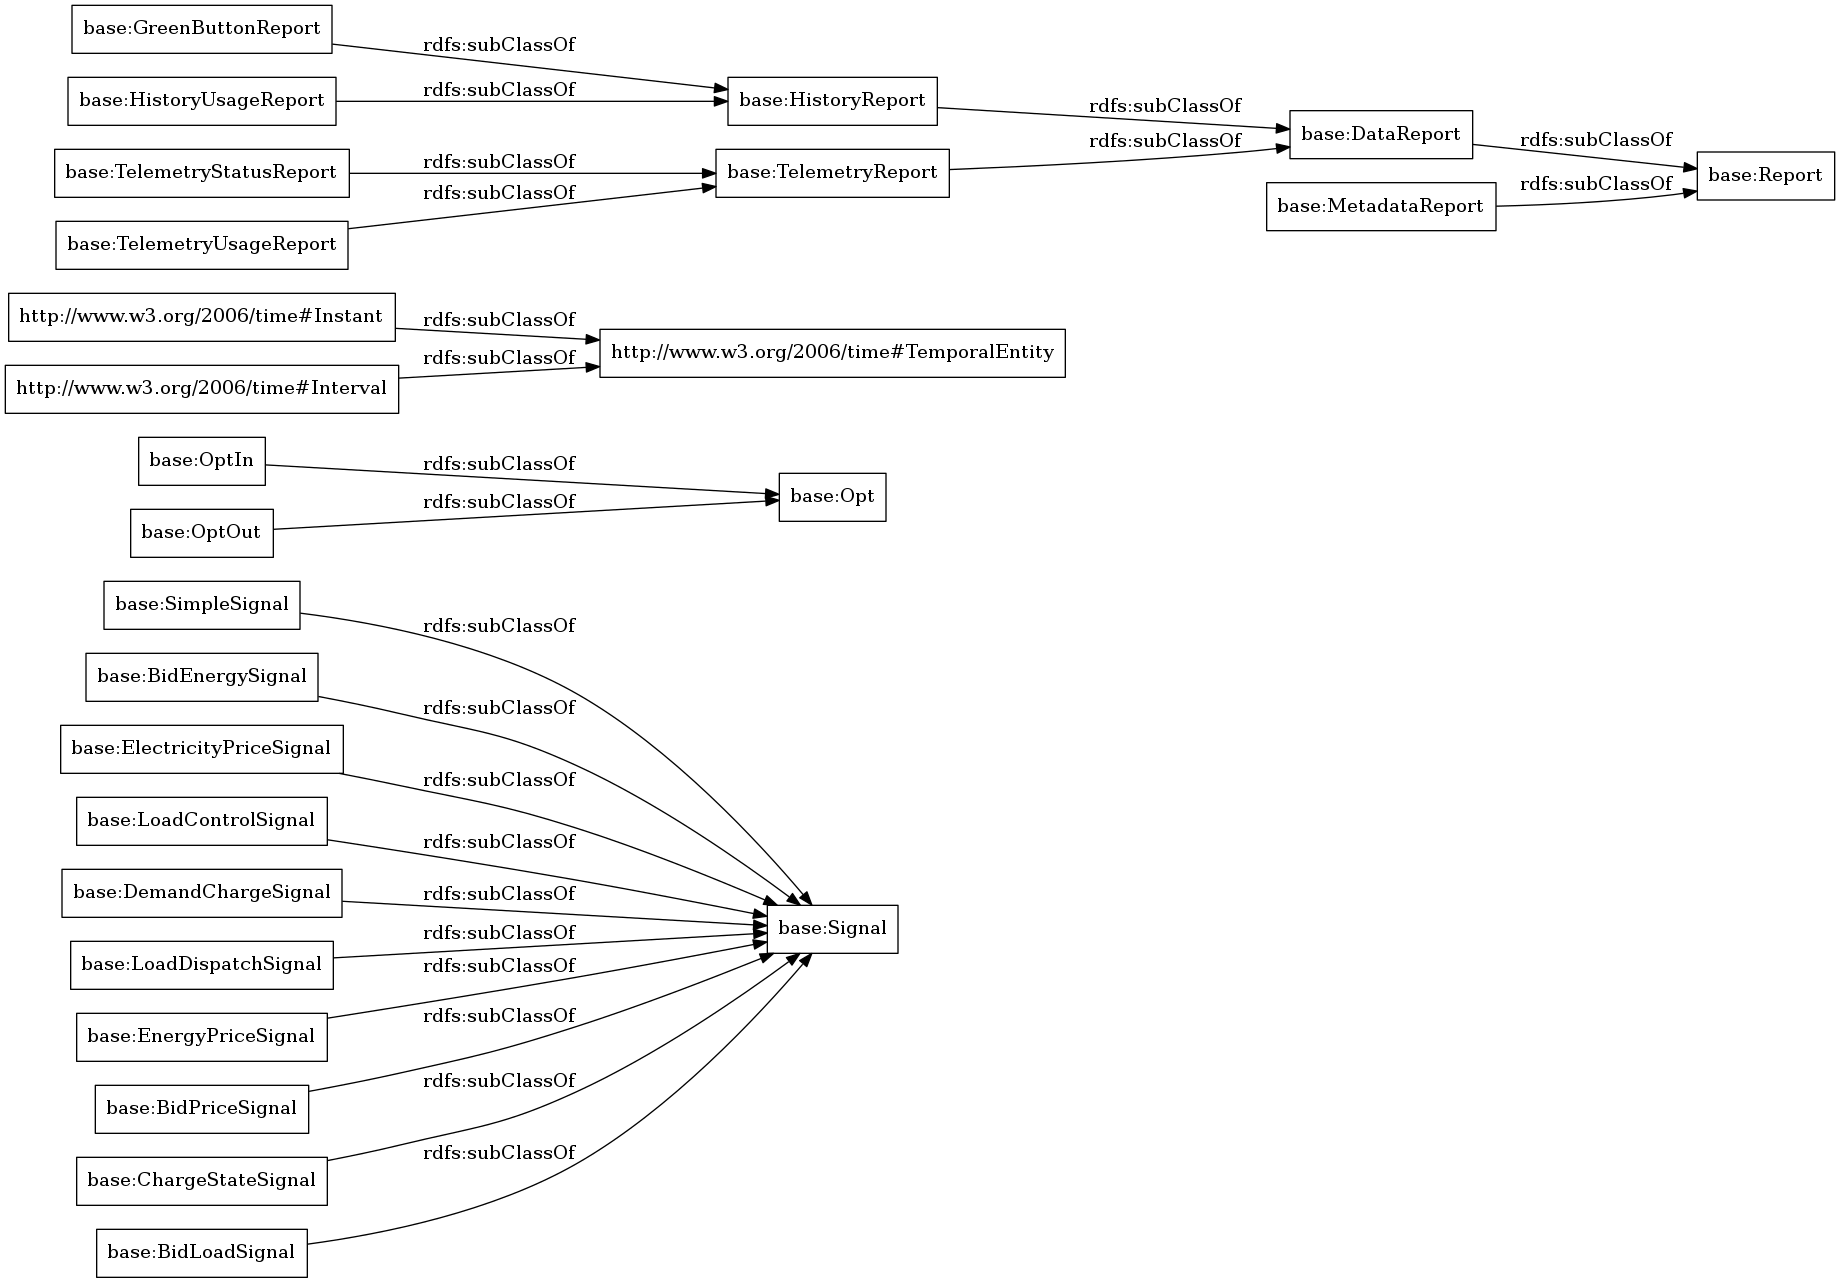 base:GreenButtonReport
rdfs:subClassOf
base:HistoryUsageReport
rdfs:subClassOf
base:HistoryReport
rdfs:subClassOf
base:DataReport
rdfs:subClassOf
base:Report
base:TelemetryStatusReport
rdfs:subClassOf
base:TelemetryReport
rdfs:subClassOf
base:MetadataReport
rdfs:subClassOf
base:TelemetryUsageReport
rdfs:subClassOf
http://www.w3.org/2006/time#Instant
rdfs:subClassOf
http://www.w3.org/2006/time#TemporalEntity
http://www.w3.org/2006/time#Interval
rdfs:subClassOf
base:OptIn
rdfs:subClassOf
base:Opt
base:OptOut
rdfs:subClassOf
base:SimpleSignal
rdfs:subClassOf
base:BidEnergySignal
rdfs:subClassOf
base:ElectricityPriceSignal
rdfs:subClassOf
base:LoadControlSignal
rdfs:subClassOf
base:DemandChargeSignal
rdfs:subClassOf
base:Signal
base:LoadDispatchSignal
rdfs:subClassOf
base:EnergyPriceSignal
rdfs:subClassOf
base:BidPriceSignal
rdfs:subClassOf
base:ChargeStateSignal
rdfs:subClassOf
base:BidLoadSignal
rdfs:subClassOf